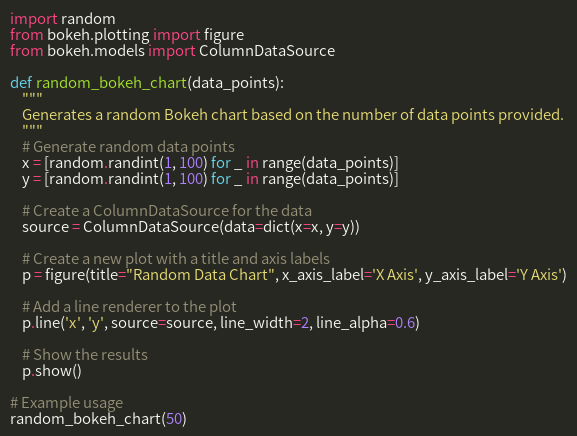 import random
from bokeh.plotting import figure
from bokeh.models import ColumnDataSource

def random_bokeh_chart(data_points):
    """
    Generates a random Bokeh chart based on the number of data points provided.
    """
    # Generate random data points
    x = [random.randint(1, 100) for _ in range(data_points)]
    y = [random.randint(1, 100) for _ in range(data_points)]

    # Create a ColumnDataSource for the data
    source = ColumnDataSource(data=dict(x=x, y=y))

    # Create a new plot with a title and axis labels
    p = figure(title="Random Data Chart", x_axis_label='X Axis', y_axis_label='Y Axis')

    # Add a line renderer to the plot
    p.line('x', 'y', source=source, line_width=2, line_alpha=0.6)

    # Show the results
    p.show()

# Example usage
random_bokeh_chart(50)